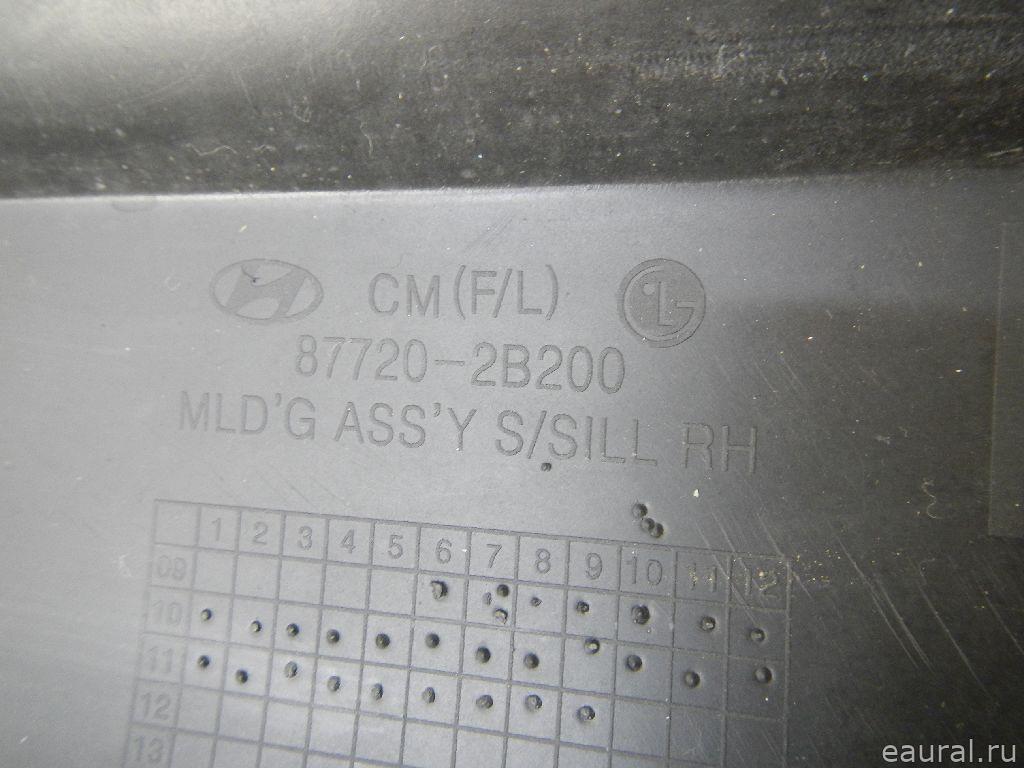 CM (F/L) LG
87720-2B200
MLD'G ASS'Y S/SILL RH
1 2 3 4 5 6 7 8 9 10 11 12
09
10
11
12
13
eaural.ru